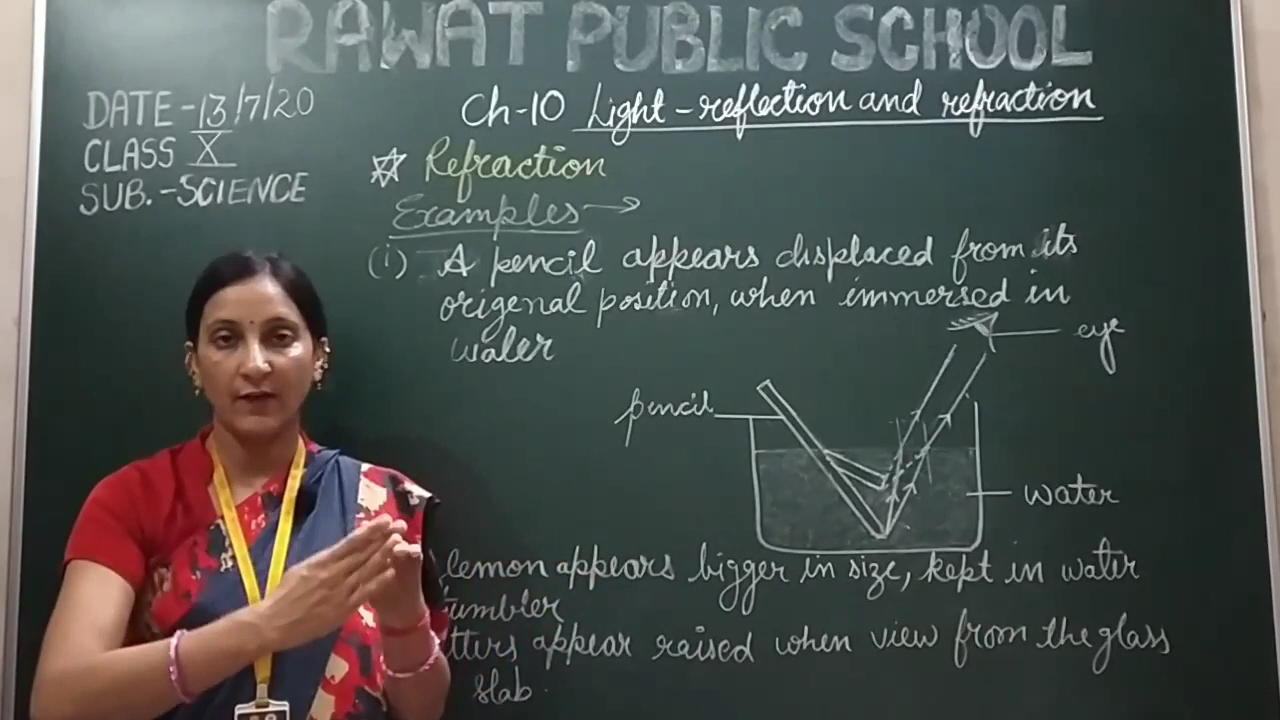 RAWAT PUBLIC SCHOOL
DATE - 13/7/20
CLASS X
SUB. - SCIENCE
Ch-10 Light - reflection and refraction
Refraction
Examples →
(i) A pencil appears displaced from its
origenal position, when immersed in
water
eye
pencil
water
lemon appears bigger in size, kept in water
tumbler
appear raised when view from the glass
slab.